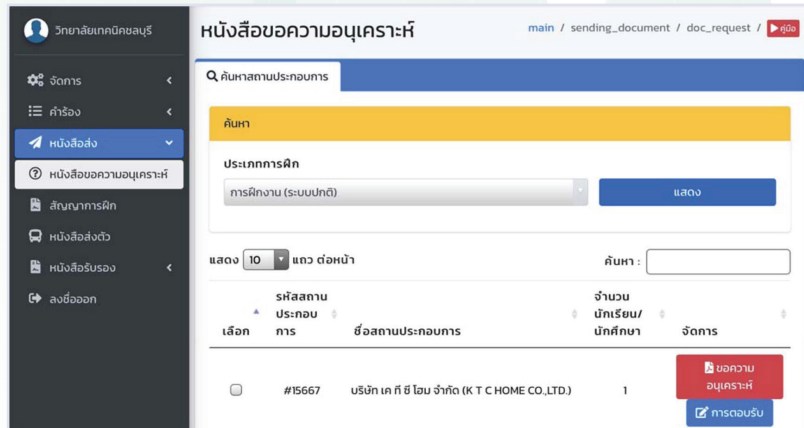 วิทยาลัยเทคนิคชลบุรี
จัดการ
คำร้อง
หนังสือส่ง
หนังสือขอความอนุเคราะห์
สัญญาการฝึก
หนังสือส่งตัว
หนังสือรับรอง
ลงชื่อออก
หนังสือขอความอนุเคราะห์
main / sending_document / doc_request / คู่มือ
ค้นหาสถานประกอบการ
ค้นหา
ประเภทการฝึก
การฝึกงาน (ระบบปกติ)
แสดง
แสดง 10 แถว ต่อหน้า
ค้นหา :
เลือก
รหัสสถาน
ประกอบ
การ
ชื่อสถานประกอบการ
จำนวน
นักเรียน/
นักศึกษา
จัดการ
#15667
บริษัท เค ที ซี โฮม จำกัด (K T C HOME CO.,LTD.)
1
ขอความ
อนุเคราะห์
การตอบรับ